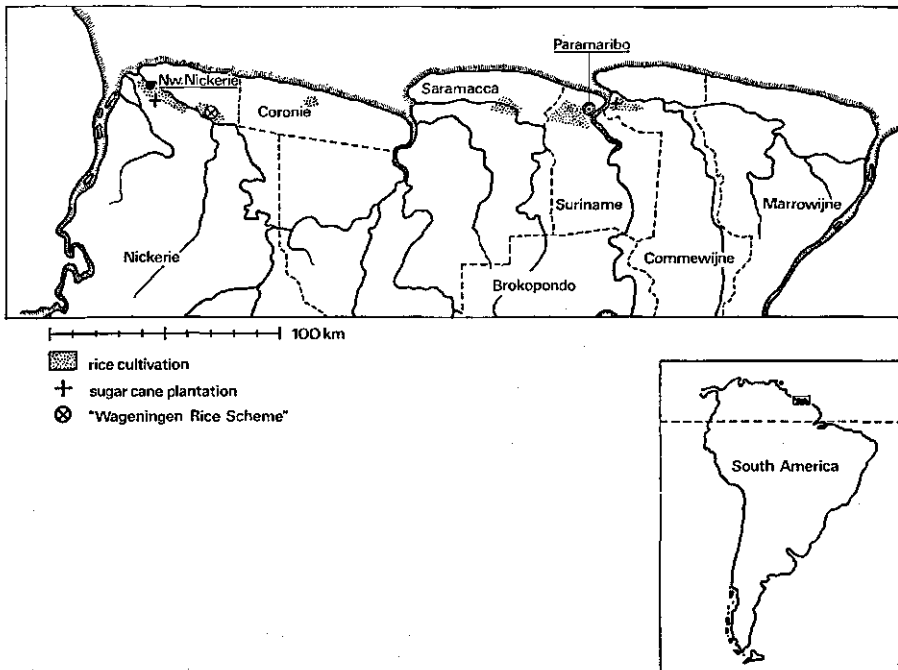 Paramaribo
Nw. Nickerie
Saramacca
Coronie
Suriname
Marrowijne
Nickerie
Commewijne
Brokopondo
100 km
rice cultivation
sugar cane plantation
"Wageningen Rice Scheme"
South America